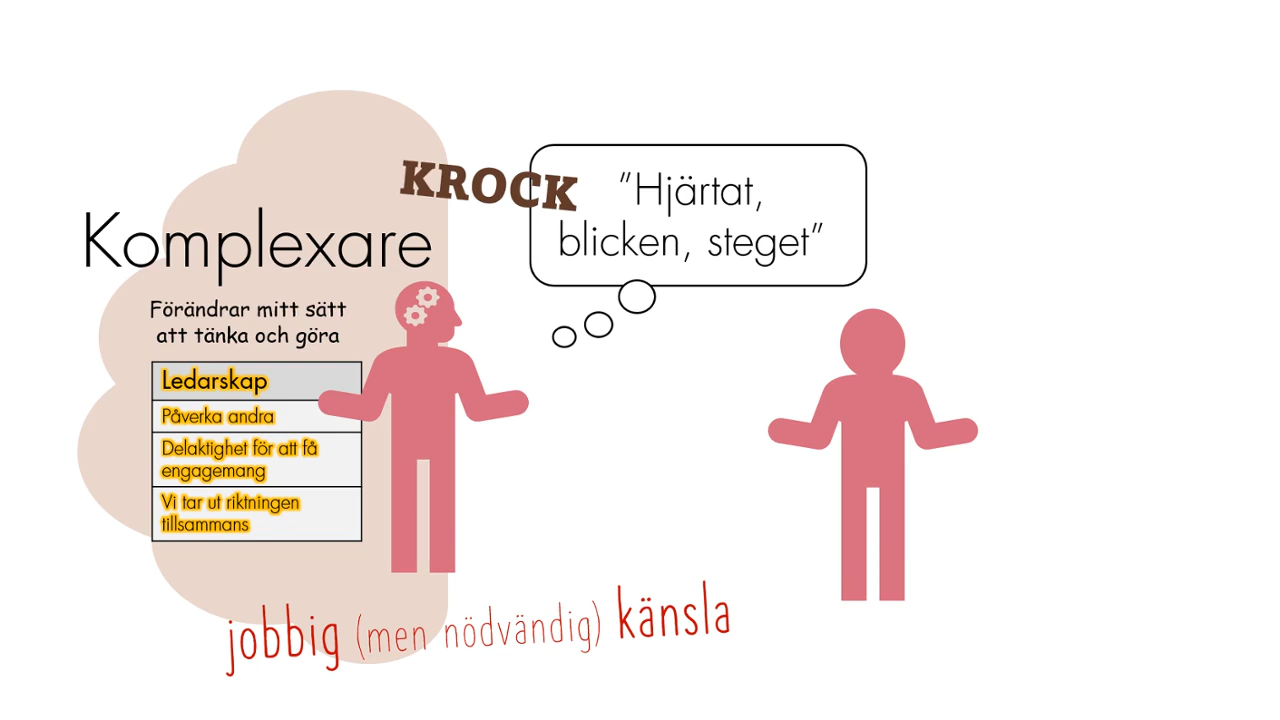 KROCK
”Hjärtat,
blicken, steget”
Komplexare
Förändrar mitt sätt
att tänka och göra
Ledarskap
Påverka andra
Delaktighet för att få
engagemang
Vi tar ut riktningen
tillsammans
jobbig (men nödvändig) känsla